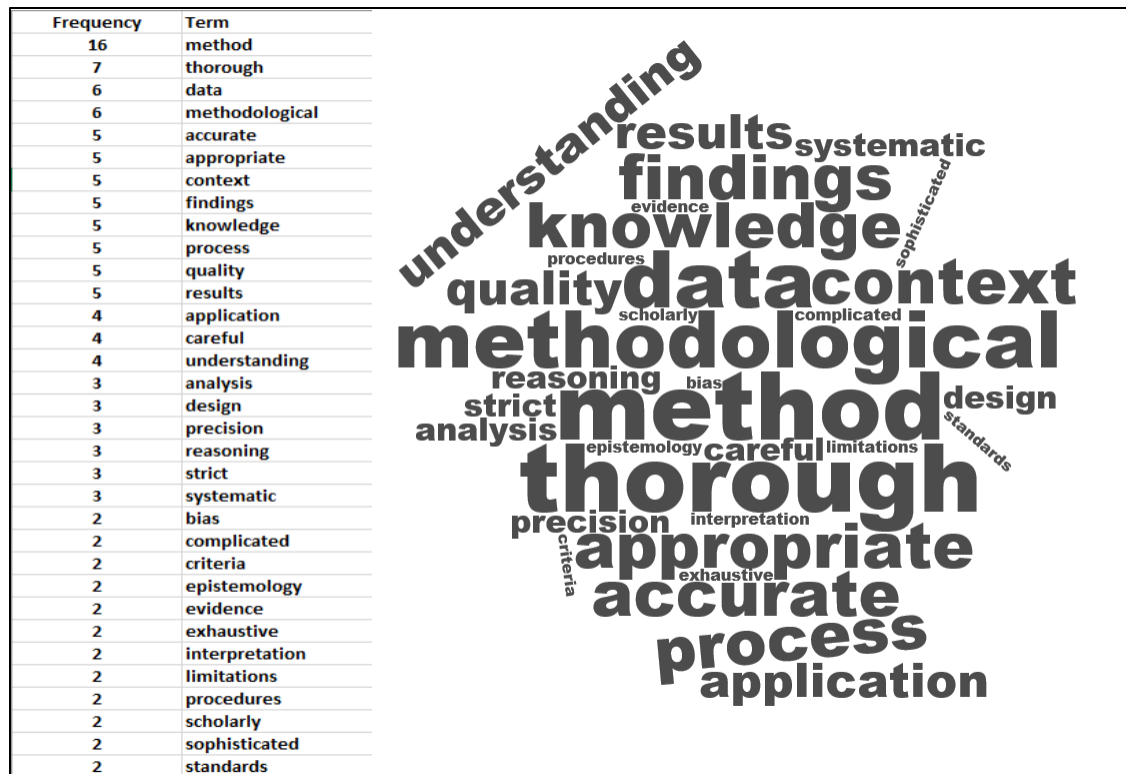 Frequency Term
16 method
7 thorough
6 data
6 methodological
5 accurate
5 appropriate
5 context
5 findings
5 knowledge
5 process
5 quality
5 results
4 application
4 careful
4 understanding
3 analysis
3 design
3 precision
3 reasoning
3 strict
3 systematic
2 bias
2 complicated
2 criteria
2 epistemology
2 evidence
2 exhaustive
2 interpretation
2 limitations
2 procedures
2 scholarly
2 sophisticated
2 standards
understanding
results systematic
findings
sophisticated
evidence
knowledge
procedures
quality data context
scholarly complicated
methodological
reasoning bias
strict method design
analysis
standards
epistemology careful limitations
thorough
precision interpretation
criteria
appropriate
exhaustive
accurate
process
application